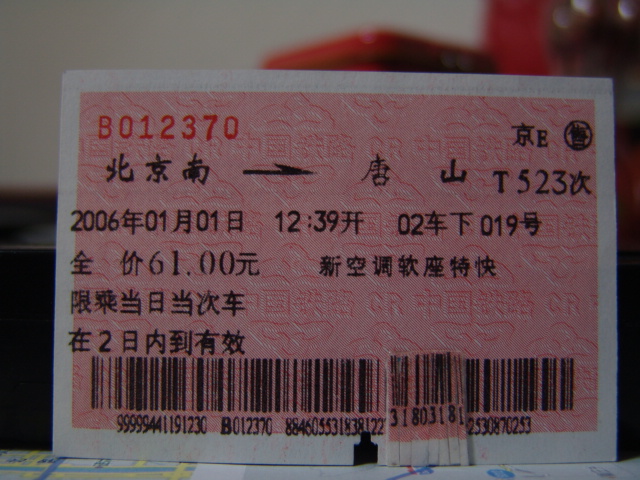 B012370
京E 售
北京南 → 唐 山 T523次
2006年01月01日 12:39开 02车下019号
全 价61.00元 新空调软座特快
限乘当日当次车
在2日内到有效
99999441191230 B012370 88460553183812 31803181 2530870253